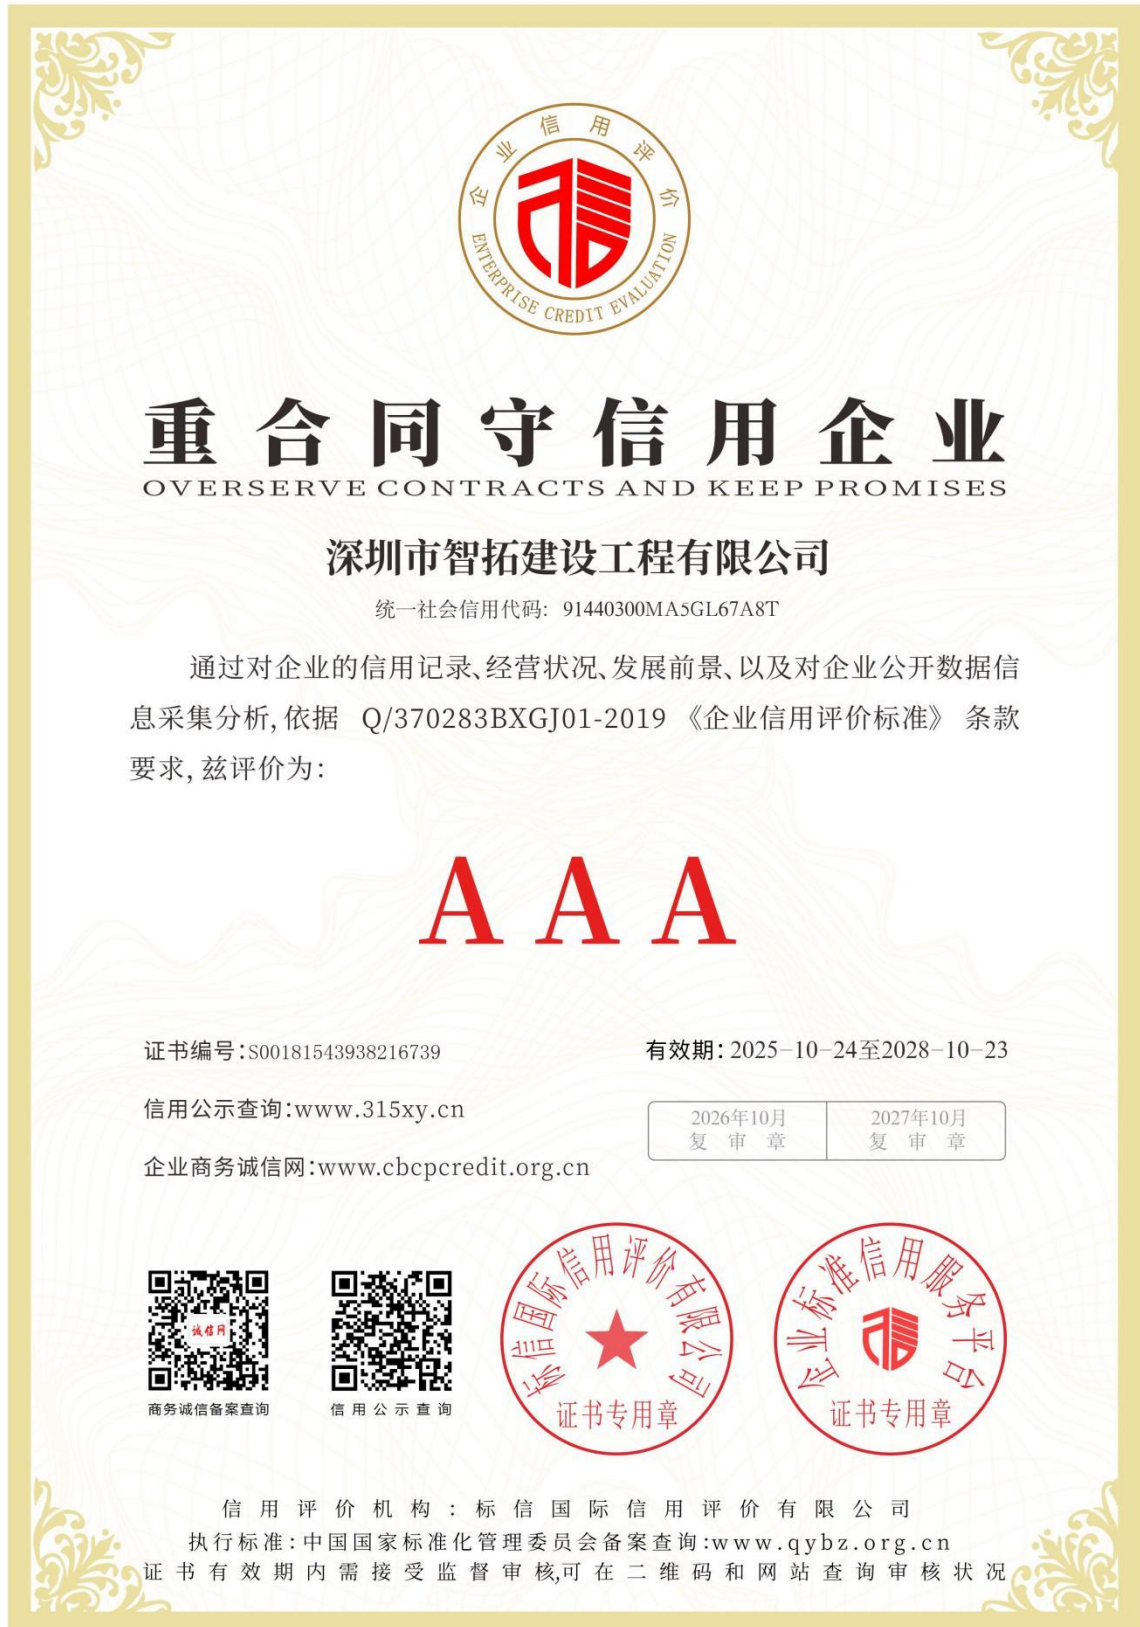 企业信用评价
ENTERPRISE CREDIT EVALUATION
重合同守信用企业
OVERSERVE CONTRACTS AND KEEP PROMISES
深圳市智拓建设工程有限公司
统一社会信用代码: 91440300MA5GL67A8T
通过对企业的信用记录、经营状况、发展前景、以及对企业公开数据信
息采集分析, 依据 Q/370283BXGJ01-2019 《企业信用评价标准》 条款
要求, 兹评价为:
AAA
证书编号:S00181543938216739
有效期: 2025-10-24至2028-10-23
信用公示查询:www.315xy.cn
2026年10月
复审章
2027年10月
复审章
企业商务诚信网:www.cbcpcredit.org.cn
诚信网
商务诚信备案查询
信用公示查询
标信国际信用评价有限公司
证书专用章
企业标准信用服务平台
证书专用章
信用评价机构:标信国际信用评价有限公司
执行标准:中国国家标准化管理委员会备案查询:www.qybz.org.cn
证书有效期内需接受监督审核,可在二维码和网站查询审核状况